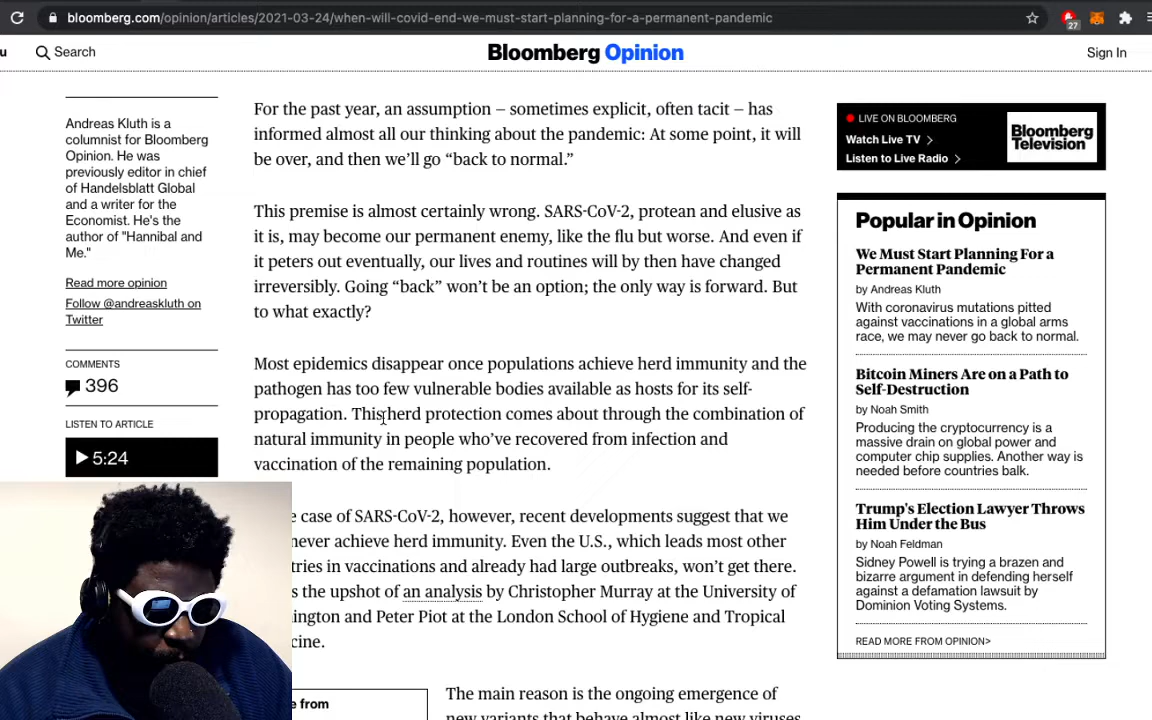 bloomberg.com/opinion/articles/2021-03-24/when-will-covid-end-we-must-start-planning-for-a-permanent-pandemic
27
u
Search
Bloomberg Opinion
Sign In
Andreas Kluth is a
columnist for Bloomberg
Opinion. He was
previously editor in chief
of Handelsblatt Global
and a writer for the
Economist. He's the
author of "Hannibal and
Me."
Read more opinion
Follow @andreaskluth on
Twitter
COMMENTS
396
LISTEN TO ARTICLE
5:24
For the past year, an assumption – sometimes explicit, often tacit – has
informed almost all our thinking about the pandemic: At some point, it will
be over, and then we’ll go “back to normal.”
This premise is almost certainly wrong. SARS-CoV-2, protean and elusive as
it is, may become our permanent enemy, like the flu but worse. And even if
it peters out eventually, our lives and routines will by then have changed
irreversibly. Going “back” won’t be an option; the only way is forward. But
to what exactly?
Most epidemics disappear once populations achieve herd immunity and the
pathogen has too few vulnerable bodies available as hosts for its self-
propagation. This herd protection comes about through the combination of
natural immunity in people who’ve recovered from infection and
vaccination of the remaining population.
e case of SARS-CoV-2, however, recent developments suggest that we
never achieve herd immunity. Even the U.S., which leads most other
tries in vaccinations and already had large outbreaks, won’t get there.
s the upshot of an analysis by Christopher Murray at the University of
ington and Peter Piot at the London School of Hygiene and Tropical
cine.
e from
The main reason is the ongoing emergence of
new variants that behave almost like new viruses
LIVE ON BLOOMBERG
Watch Live TV >
Listen to Live Radio >
Bloomberg
Television
Popular in Opinion
We Must Start Planning For a
Permanent Pandemic
by Andreas Kluth
With coronavirus mutations pitted
against vaccinations in a global arms
race, we may never go back to normal.
Bitcoin Miners Are on a Path to
Self-Destruction
by Noah Smith
Producing the cryptocurrency is a
massive drain on global power and
computer chip supplies. Another way is
needed before countries balk.
Trump's Election Lawyer Throws
Him Under the Bus
by Noah Feldman
Sidney Powell is trying a brazen and
bizarre argument in defending herself
against a defamation lawsuit by
Dominion Voting Systems.
READ MORE FROM OPINION>